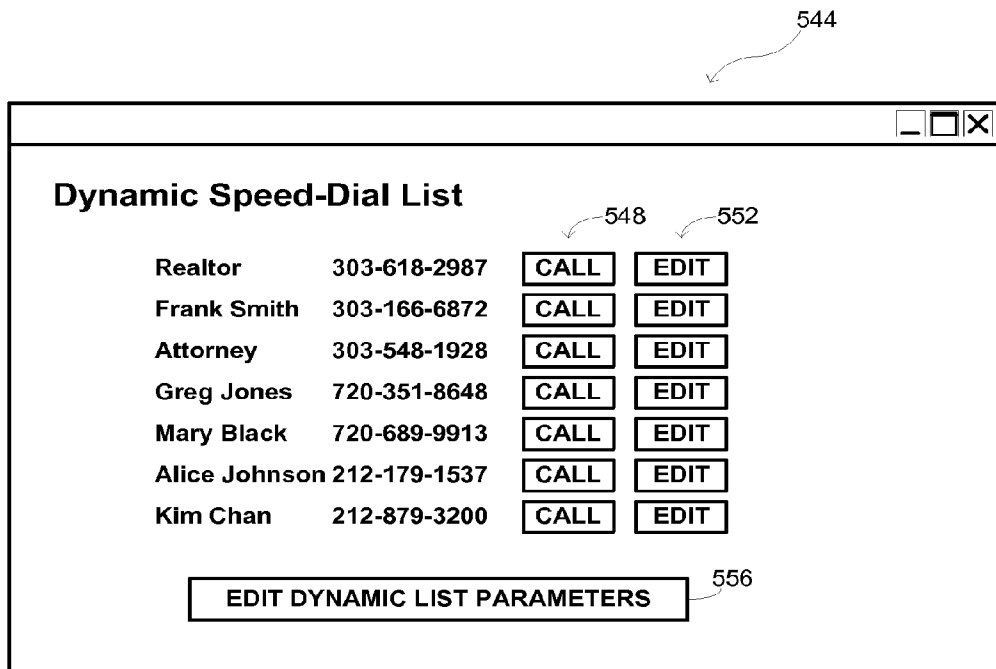 544
Dynamic Speed-Dial List
548 552
Realtor 303-618-2987 CALL EDIT
Frank Smith 303-166-6872 CALL EDIT
Attorney 303-548-1928 CALL EDIT
Greg Jones 720-351-8648 CALL EDIT
Mary Black 720-689-9913 CALL EDIT
Alice Johnson 212-179-1537 CALL EDIT
Kim Chan 212-879-3200 CALL EDIT
EDIT DYNAMIC LIST PARAMETERS 556